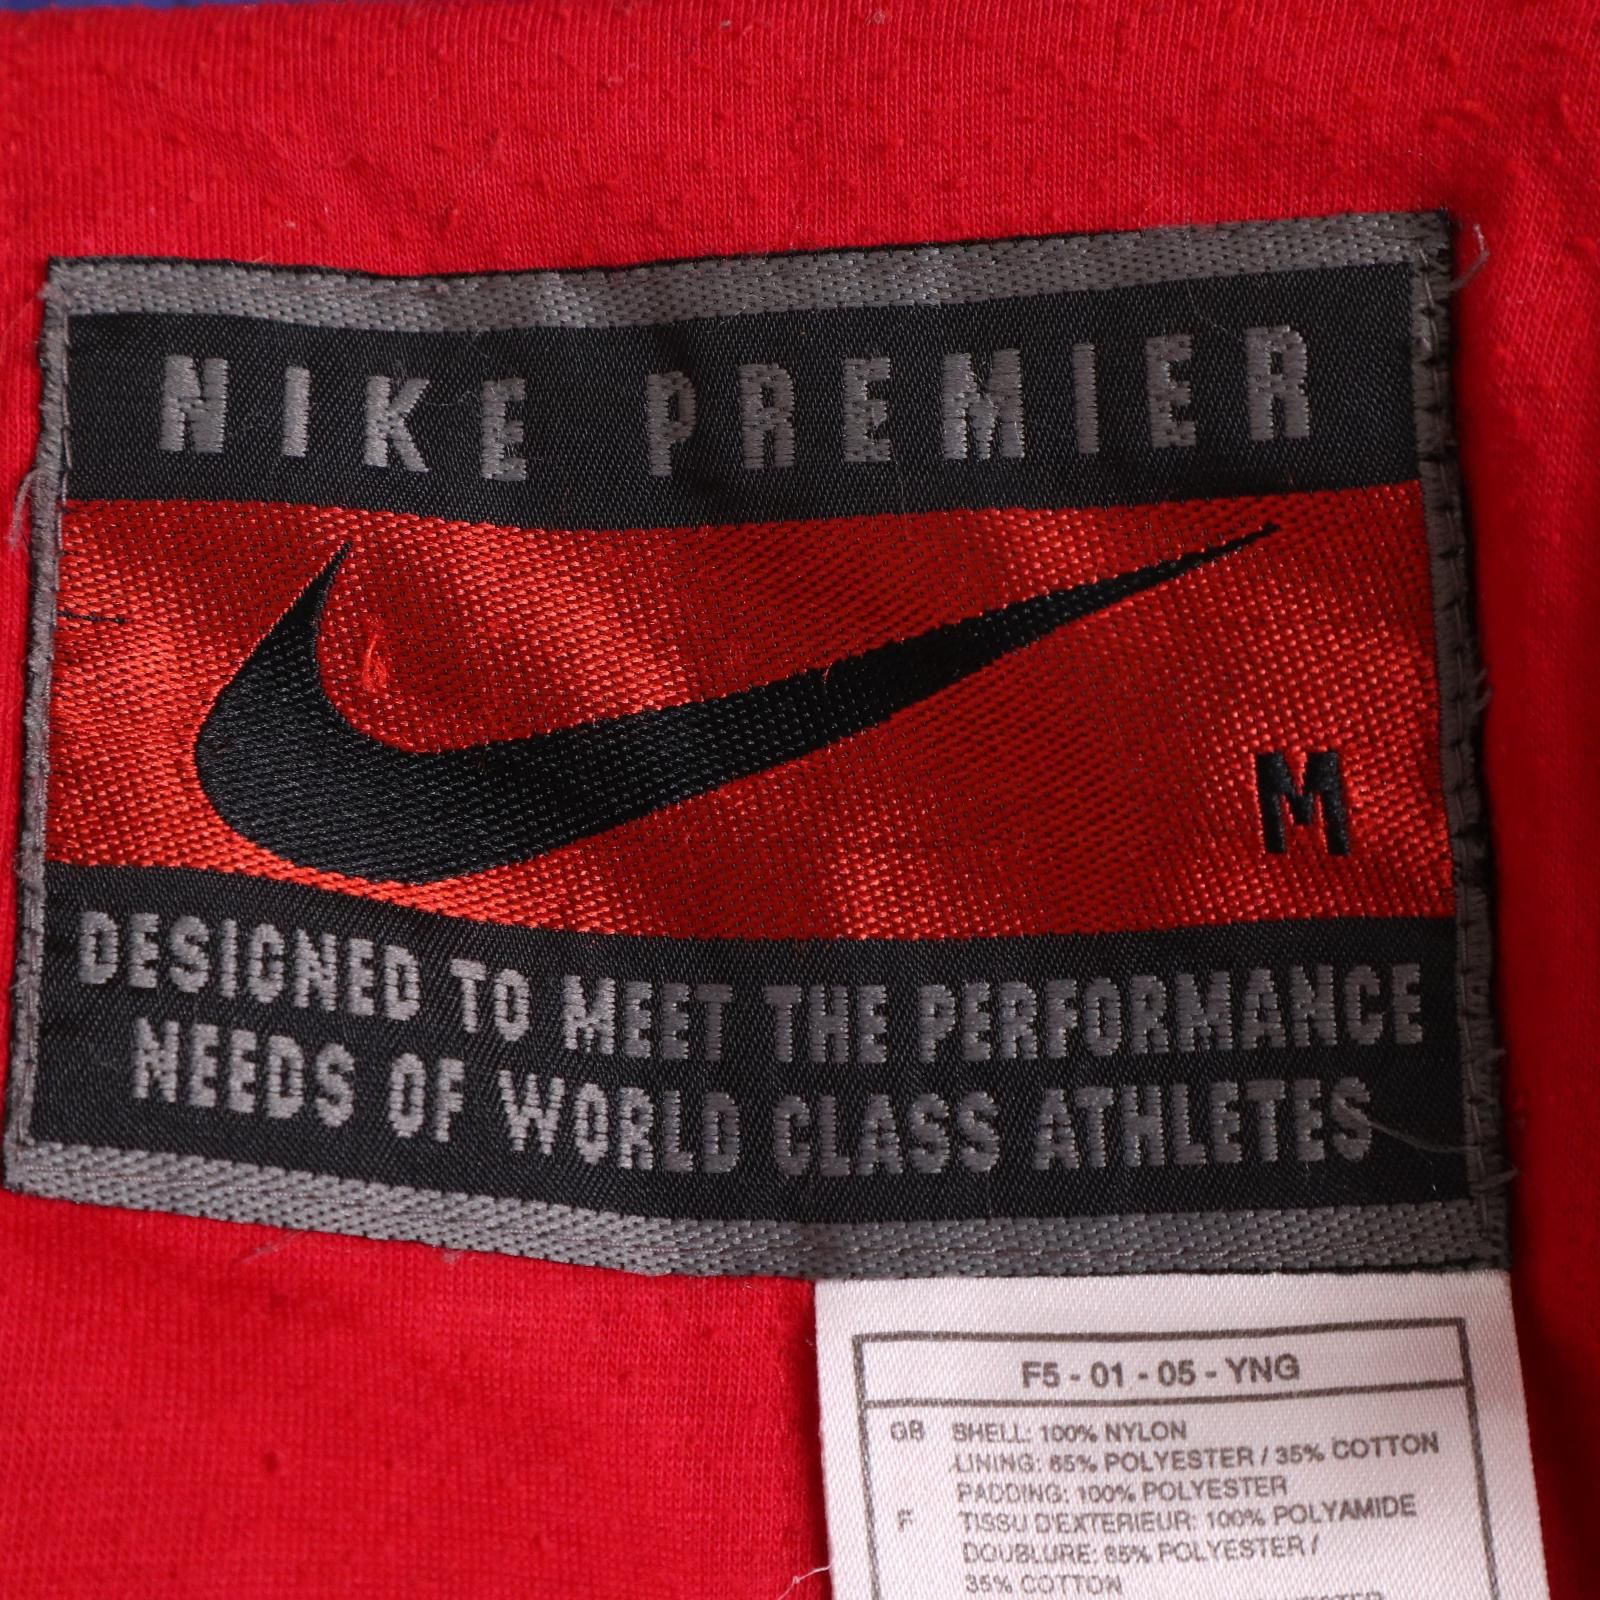 NIKE PREMIER
M
DESIGNED TO MEET THE PERFORMANCE
NEEDS OF WORLD CLASS ATHLETES
F5 - 01 - 05 - YNG
GB SHELL: 100% NYLON
LINING: 65% POLYESTER / 35% COTTON
PADDING: 100% POLYESTER
F TISSU D'EXTERIEUR: 100% POLYAMIDE
DOUBLURE: 65% POLYESTER /
35% COTTON